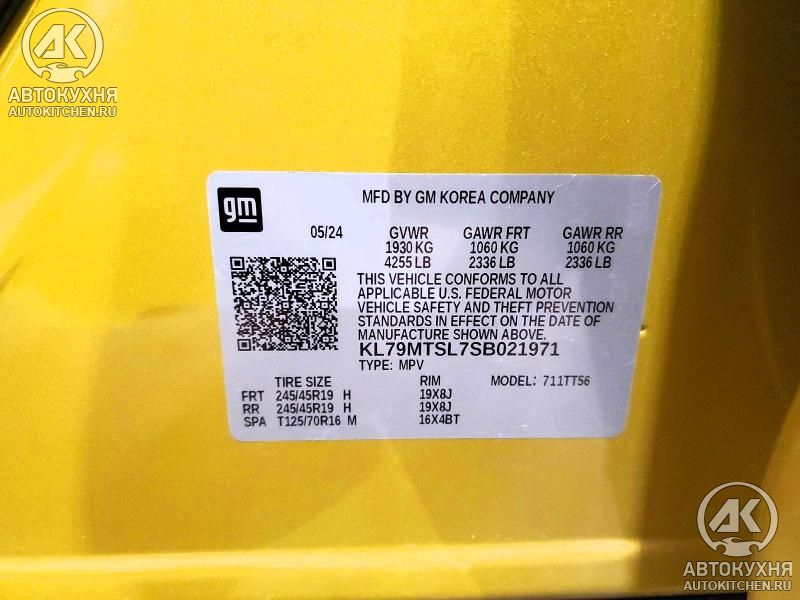 AK
АВТОКУХНЯ
AUTOKITCHEN.RU
gm
MFD BY GM KOREA COMPANY
05/24 GVWR GAWR FRT GAWR RR
1930 KG 1060 KG 1060 KG
4255 LB 2336 LB 2336 LB
THIS VEHICLE CONFORMS TO ALL
APPLICABLE U.S. FEDERAL MOTOR
VEHICLE SAFETY AND THEFT PREVENTION
STANDARDS IN EFFECT ON THE DATE OF
MANUFACTURE SHOWN ABOVE.
KL79MTSL7SB021971
TYPE: MPV
TIRE SIZE RIM MODEL: 711TT56
FRT 245/45R19 H 19X8J
RR 245/45R19 H 19X8J
SPA T125/70R16 M 16X4BT
AK
АВТОКУХНЯ
AUTOKITCHEN.RU